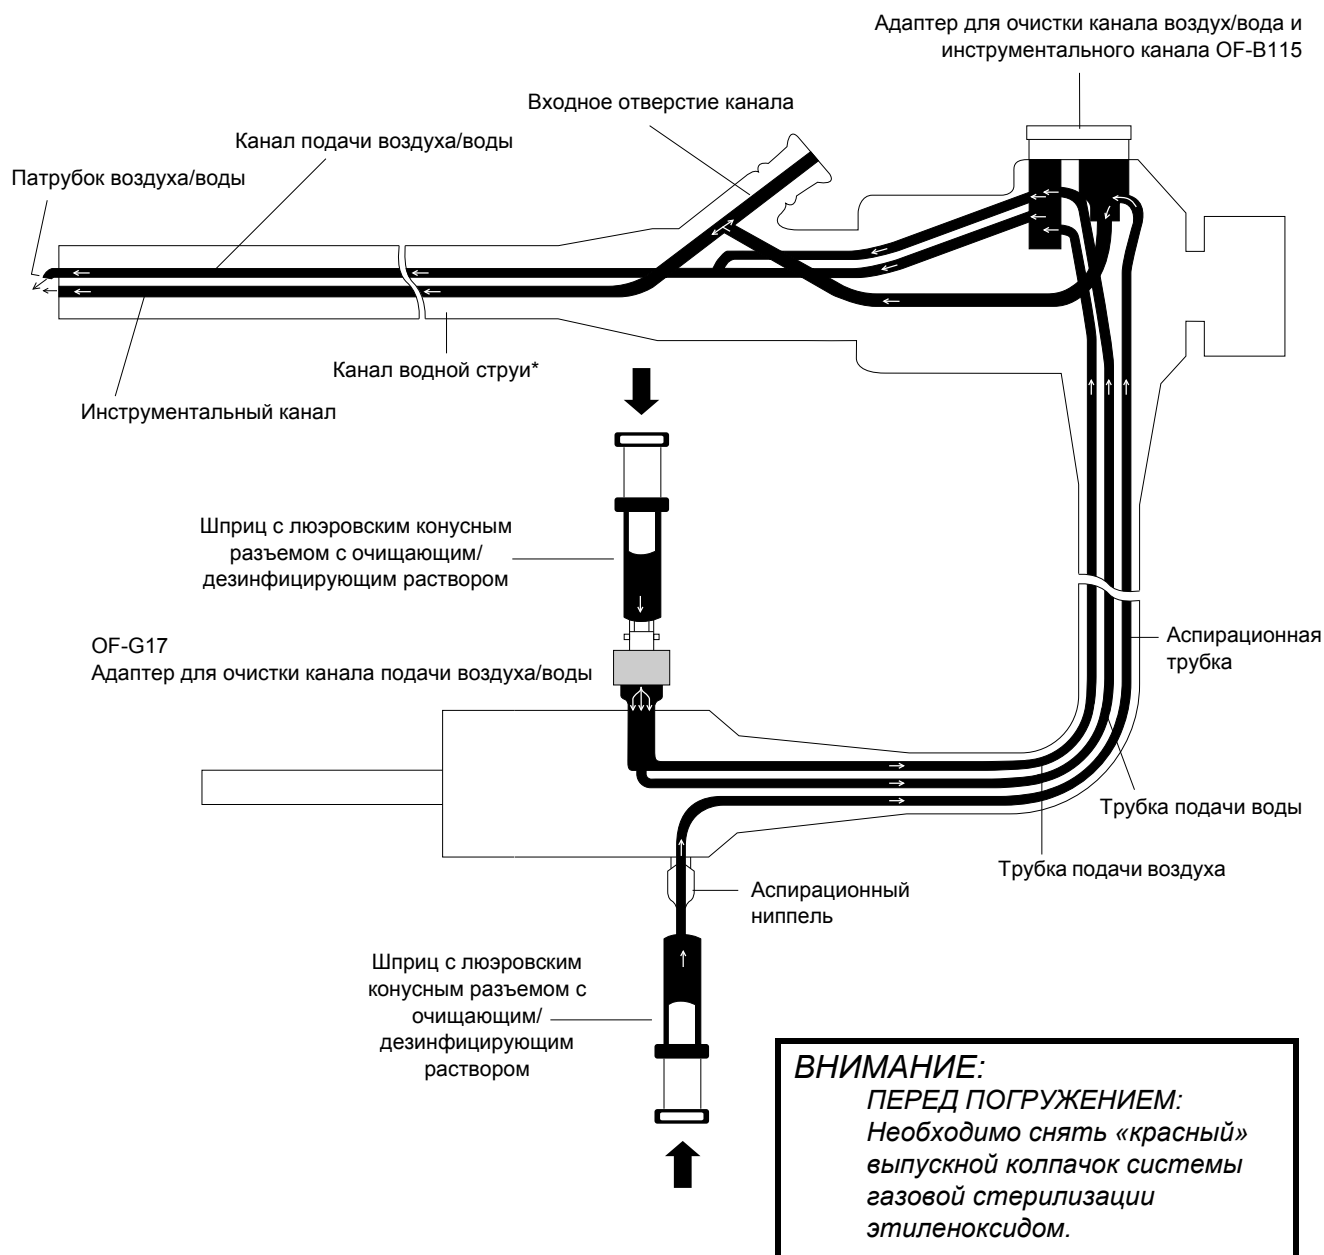 Адаптер для очистки канала воздух/вода и
инструментального канала OF-B115
Входное отверстие канала
Канал подачи воздуха/воды
Патрубок воздуха/воды
Канал водной струи*
Инструментальный канал
Шприц с люэровским конусным
разъемом с очищающим/
дезинфицирующим раствором
OF-G17
Адаптер для очистки канала подачи воздуха/воды
Аспирационная
трубка
Трубка подачи воды
Трубка подачи воздуха
Аспирационный
ниппель
Шприц с люэровским
конусным разъемом с
очищающим/
дезинфицирующим
раствором
ВНИМАНИЕ:
ПЕРЕД ПОГРУЖЕНИЕМ:
Необходимо снять «красный»
выпускной колпачок системы
газовой стерилизации
этиленоксидом.